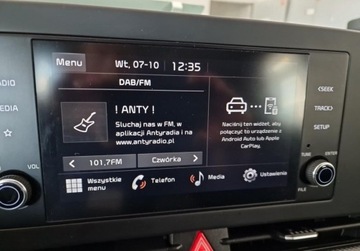 Menu
Wt, 07-10
12:35
DAB/FM
! ANTY !
Słuchaj nas w FM, w
aplikacji Antyradia i na
www.antyradio.pl
Naciśnij ten widżet, aby
połączyć to urządzenie z
Android Auto lub Apple
CarPlay.
101.7FM
Czwórka
Wszystkie
menu
Telefon
Media
Ustawienia
RADIO
MEDIA
VOL
SEEK
TRACK
SETUP
TUNE
ENTER
FILE